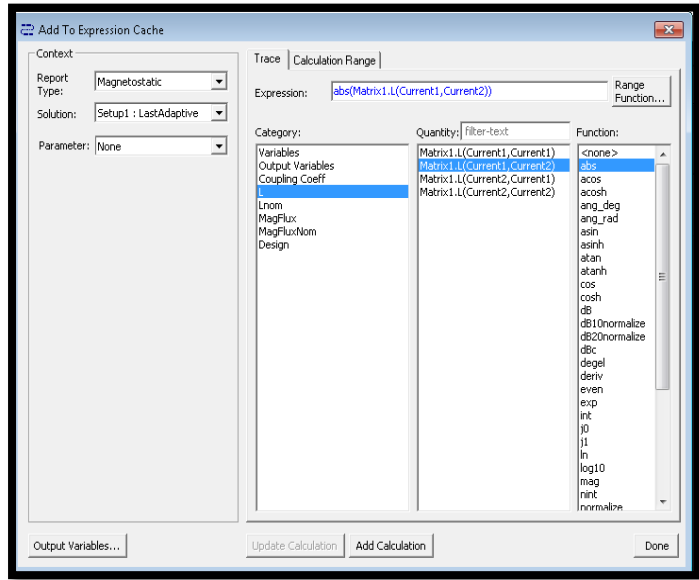 Add To Expression Cache
Context
Report Type:
Magnetostatic
Solution:
Setup1 : LastAdaptive
Parameter:
None
Trace
Calculation Range
Expression:
abs(Matrix1.L(Current1,Current2))
Range Function...
Category:
Variables
Output Variables
Coupling Coeff
L
Lnom
MagFlux
MagFluxNom
Design
Quantity:
filter-text
Matrix1.L(Current1,Current1)
Matrix1.L(Current1,Current2)
Matrix1.L(Current2,Current1)
Matrix1.L(Current2,Current2)
Function:
<none>
abs
acos
acosh
ang_deg
ang_rad
asin
asinh
atan
atanh
cos
cosh
dB
dB10normalize
dB20normalize
dBc
degel
deriv
even
exp
int
j0
j1
ln
log10
mag
nint
normalize
Output Variables...
Update Calculation
Add Calculation
Done